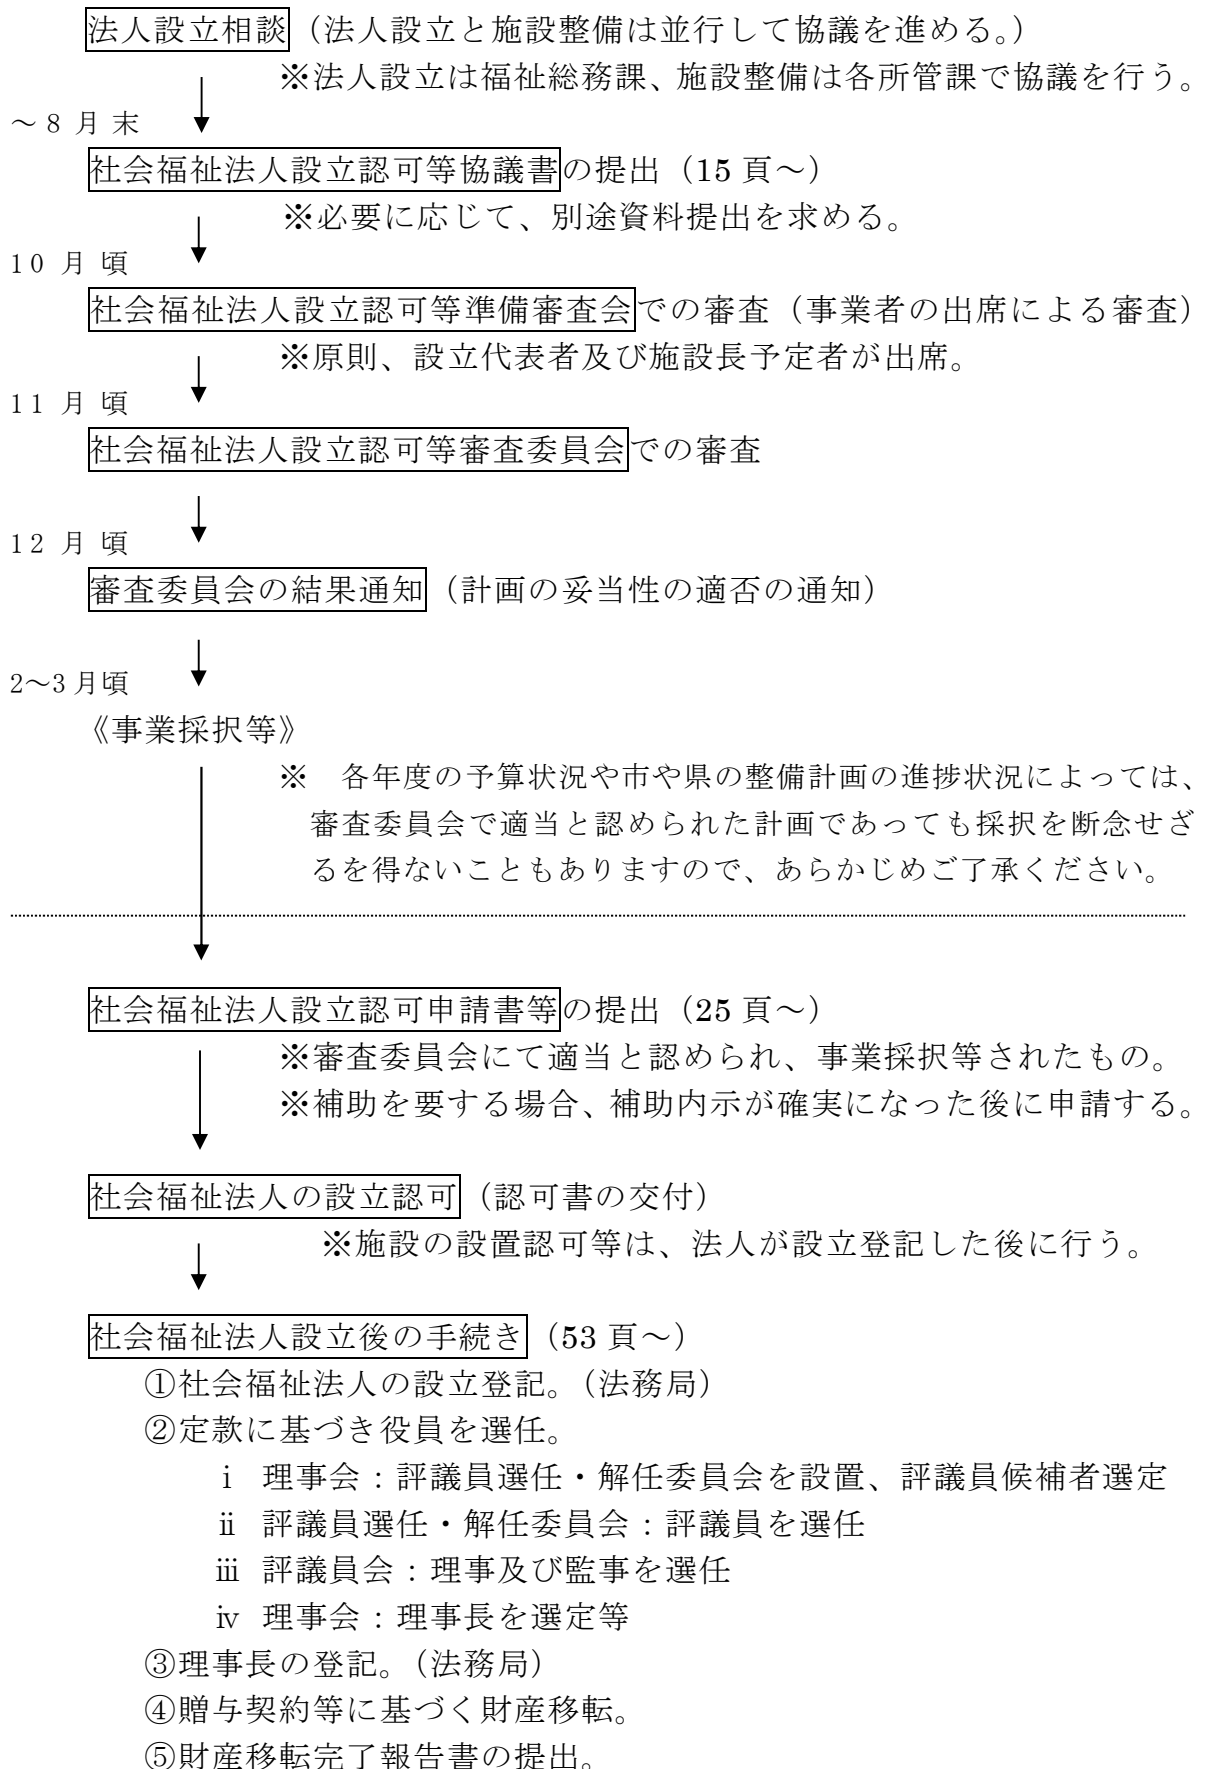 法人設立相談（法人設立と施設整備は並行して協議を進める。）
※法人設立は福祉総務課、施設整備は各所管課で協議を行う。
～8月末
社会福祉法人設立認可等協議書の提出（15頁～）
※必要に応じて、別途資料提出を求める。
10月頃
社会福祉法人設立認可等準備審査会での審査（事業者の出席による審査）
※原則、設立代表者及び施設長予定者が出席。
11月頃
社会福祉法人設立認可等審査委員会での審査
12月頃
審査委員会の結果通知（計画の妥当性の適否の通知）
2～3月頃
《事業採択等》
※　各年度の予算状況や市や県の整備計画の進捗状況によっては、
審査委員会で適当と認められた計画であっても採択を断念せざ
るを得ないこともありますので、あらかじめご了承ください。
社会福祉法人設立認可申請書等の提出（25頁～）
※審査委員会にて適当と認められ、事業採択等されたもの。
※補助を要する場合、補助内示が確実になった後に申請する。
社会福祉法人の設立認可（認可書の交付）
※施設の設置認可等は、法人が設立登記した後に行う。
社会福祉法人設立後の手続き（53頁～）
①社会福祉法人の設立登記。（法務局）
②定款に基づき役員を選任。
ⅰ 理事会：評議員選任・解任委員会を設置、評議員候補者選定
ⅱ 評議員選任・解任委員会：評議員を選任
ⅲ 評議員会：理事及び監事を選任
ⅳ 理事会：理事長を選定等
③理事長の登記。（法務局）
④贈与契約等に基づく財産移転。
⑤財産移転完了報告書の提出。